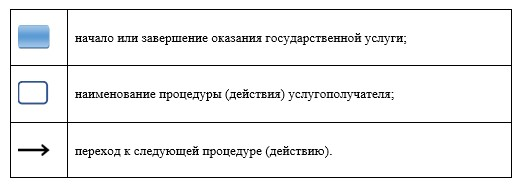 начало или завершение оказания государственной услуги;
наименование процедуры (действия) услугополучателя;
переход к следующей процедуре (действию).